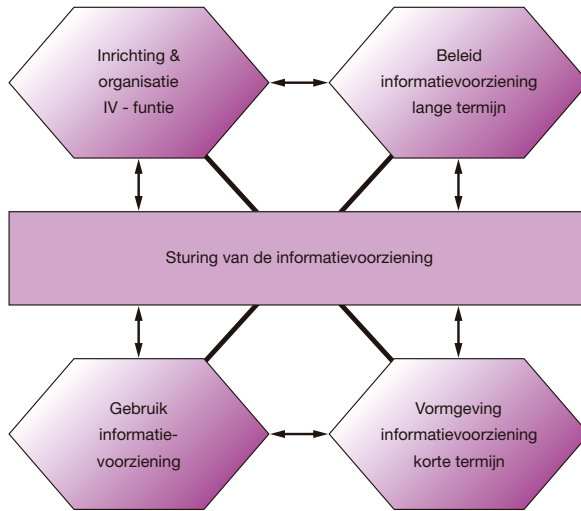 Inrichting &
organisatie
IV - funtie
Beleid
informatievoorziening
lange termijn
Sturing van de informatievoorziening
Gebruik
informatie-
voorziening
Vormgeving
informatievoorziening
korte termijn